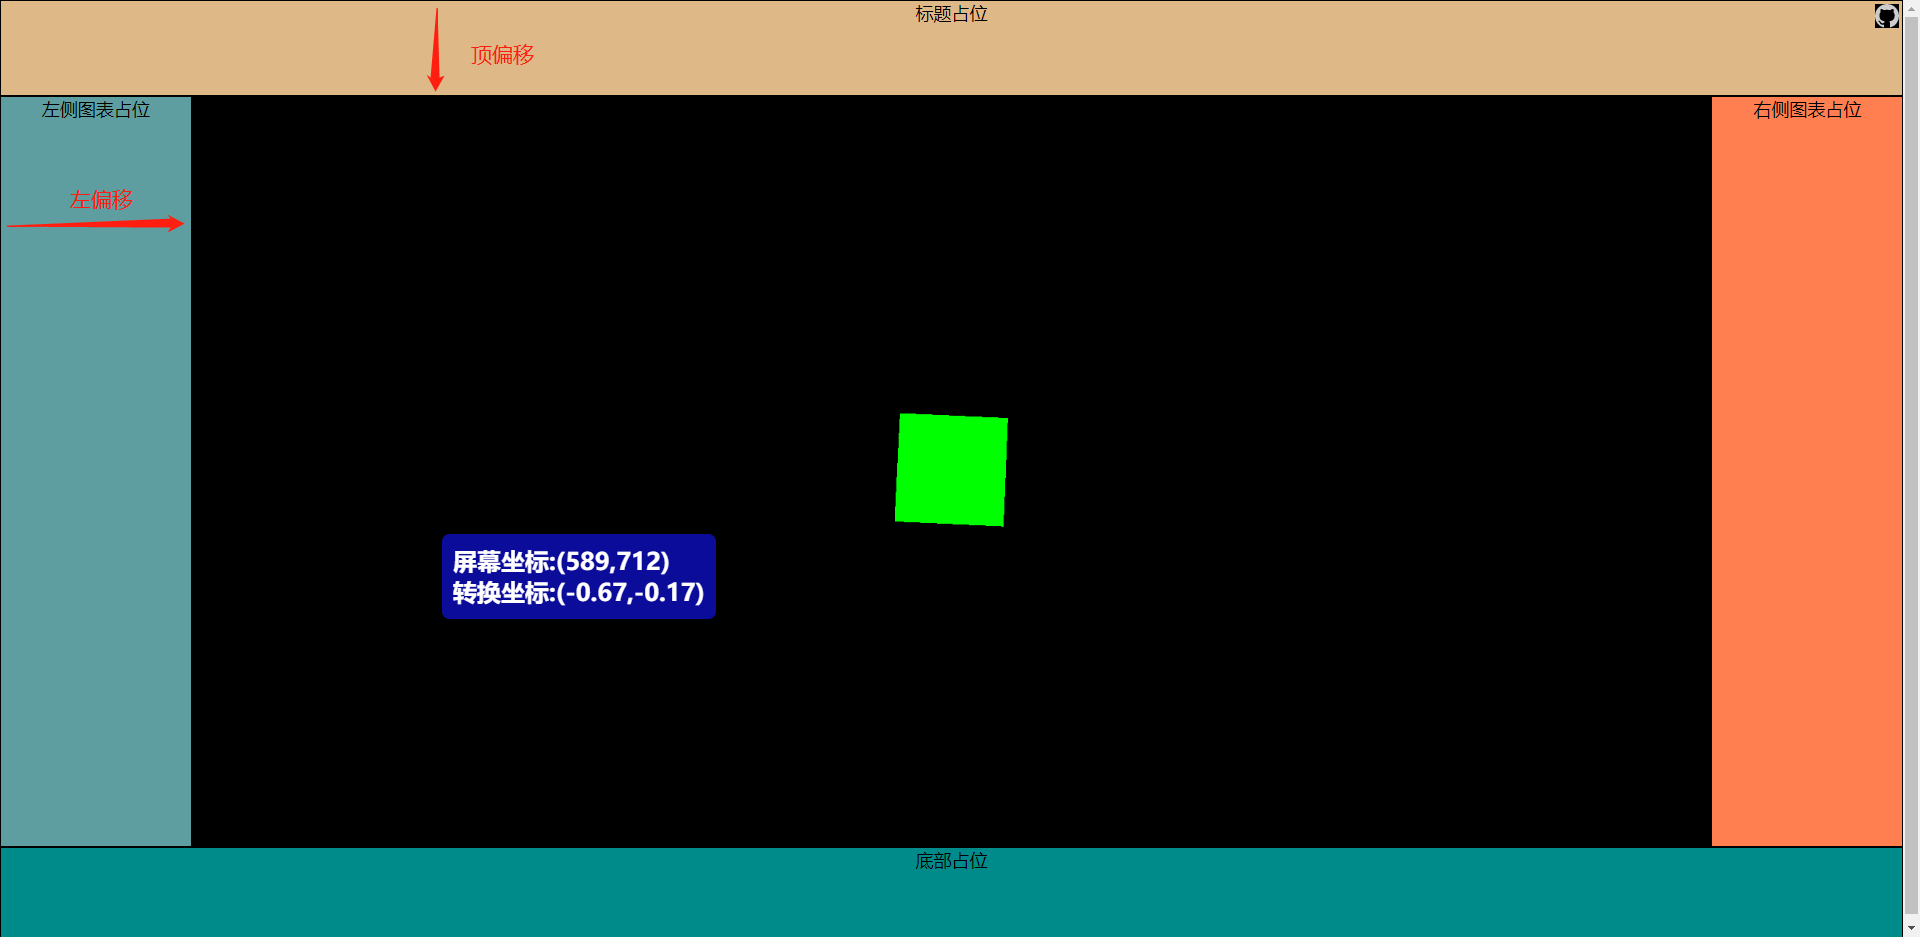 标题占位
顶偏移
左侧图表占位
右侧图表占位
左偏移
屏幕坐标:(589,712)
转换坐标:(-0.67,-0.17)
底部占位